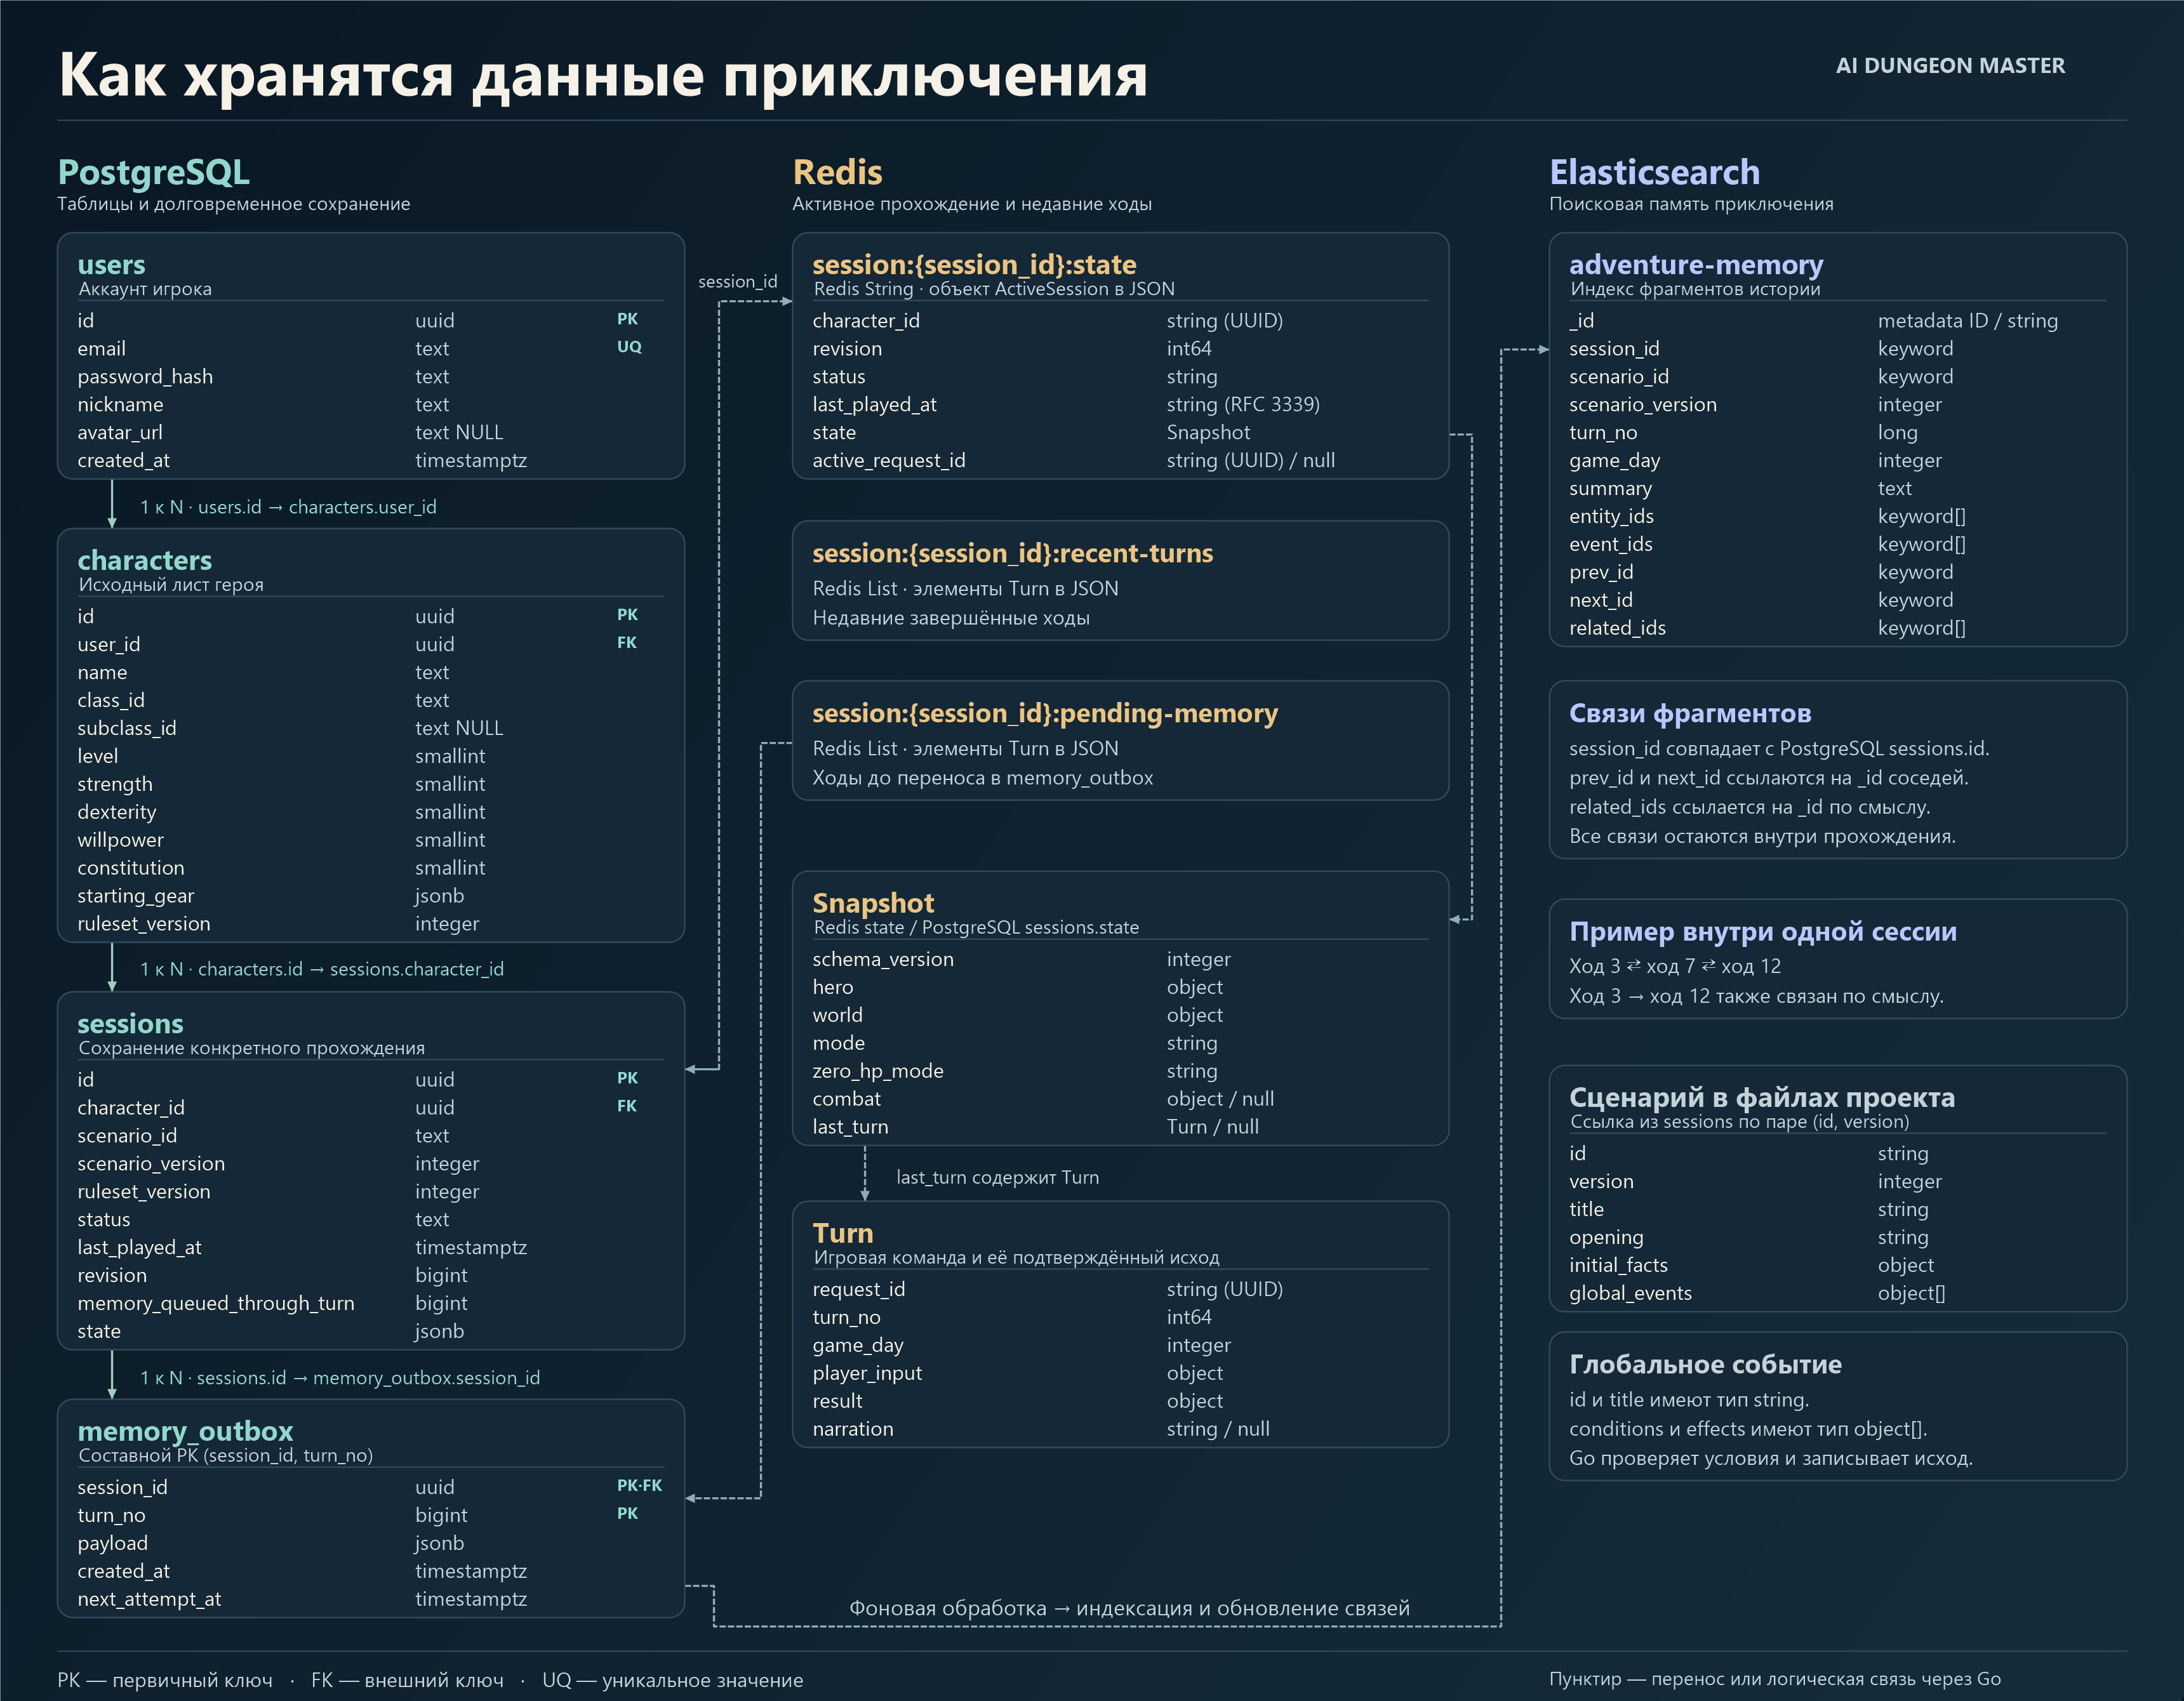 Как хранятся данные приключения
AI DUNGEON MASTER
PostgreSQL
Таблицы и долговременное сохранение
users
Аккаунт игрока
id uuid PK
email text UQ
password_hash text
nickname text
avatar_url text NULL
created_at timestamptz
1 к N · users.id → characters.user_id
characters
Исходный лист героя
id uuid PK
user_id uuid FK
name text
class_id text
subclass_id text NULL
level smallint
strength smallint
dexterity smallint
willpower smallint
constitution smallint
starting_gear jsonb
ruleset_version integer
1 к N · characters.id → sessions.character_id
sessions
Сохранение конкретного прохождения
id uuid PK
character_id uuid FK
scenario_id text
scenario_version integer
ruleset_version integer
status text
last_played_at timestamptz
revision bigint
memory_queued_through_turn bigint
state jsonb
1 к N · sessions.id → memory_outbox.session_id
memory_outbox
Составной PK (session_id, turn_no)
session_id uuid PK·FK
turn_no bigint PK
payload jsonb
created_at timestamptz
next_attempt_at timestamptz
session_id
Redis
Активное прохождение и недавние ходы
session:{session_id}:state
Redis String · объект ActiveSession в JSON
character_id string (UUID)
revision int64
status string
last_played_at string (RFC 3339)
state Snapshot
active_request_id string (UUID) / null
session:{session_id}:recent-turns
Redis List · элементы Turn в JSON
Недавние завершённые ходы
session:{session_id}:pending-memory
Redis List · элементы Turn в JSON
Ходы до переноса в memory_outbox
Snapshot
Redis state / PostgreSQL sessions.state
schema_version integer
hero object
world object
mode string
zero_hp_mode string
combat object / null
last_turn Turn / null
last_turn содержит Turn
Turn
Игровая команда и её подтверждённый исход
request_id string (UUID)
turn_no int64
game_day integer
player_input object
result object
narration string / null
Фоновая обработка → индексация и обновление связей
Elasticsearch
Поисковая память приключения
adventure-memory
Индекс фрагментов истории
_id metadata ID / string
session_id keyword
scenario_id keyword
scenario_version integer
turn_no long
game_day integer
summary text
entity_ids keyword[]
event_ids keyword[]
prev_id keyword
next_id keyword
related_ids keyword[]
Связи фрагментов
session_id совпадает с PostgreSQL sessions.id.
prev_id и next_id ссылаются на _id соседей.
related_ids ссылается на _id по смыслу.
Все связи остаются внутри прохождения.
Пример внутри одной сессии
Ход 3 ⇄ ход 7 ⇄ ход 12
Ход 3 → ход 12 также связан по смыслу.
Сценарий в файлах проекта
Ссылка из sessions по паре (id, version)
id string
version integer
title string
opening string
initial_facts object
global_events object[]
Глобальное событие
id и title имеют тип string.
conditions и effects имеют тип object[].
Go проверяет условия и записывает исход.
PK — первичный ключ · FK — внешний ключ · UQ — уникальное значение
Пунктир — перенос или логическая связь через Go